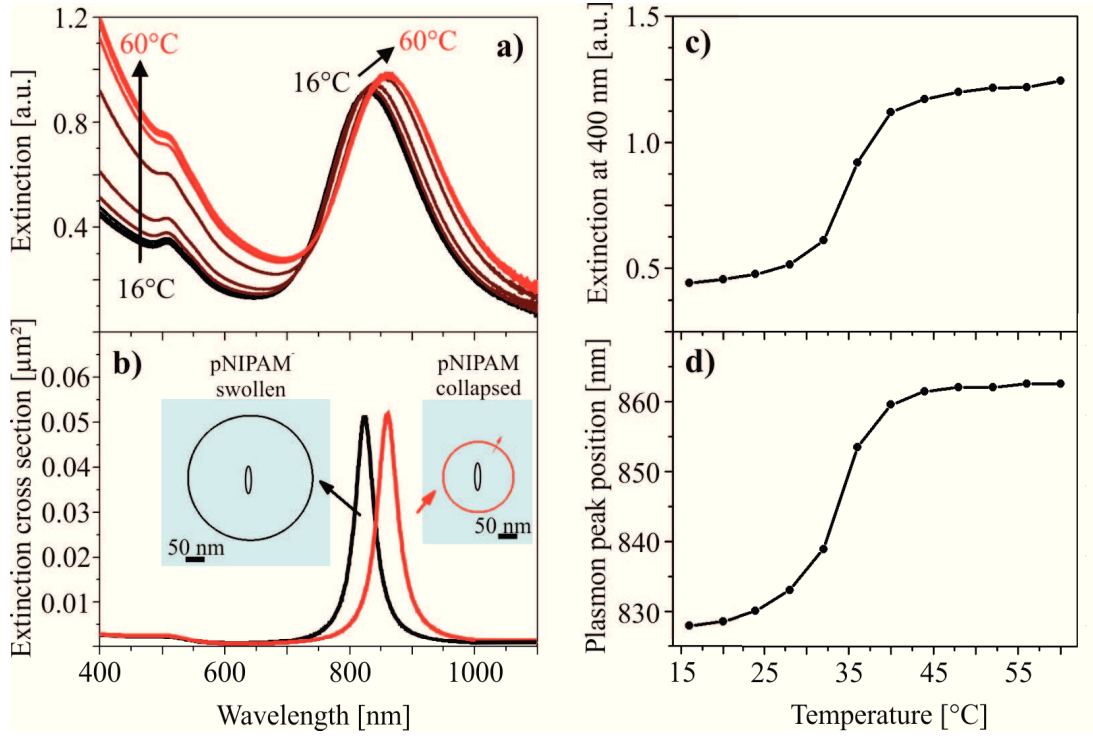 a)
1.2
0.8
0.4
Extinction [a.u.]
60°C
16°C
16°C
60°C
b)
0.06
0.05
0.04
0.03
0.02
0.01
Extinction cross section [µm²]
pNIPAM
swollen
50 nm
pNIPAM
collapsed
50 nm
400 600 800 1000
Wavelength [nm]
c)
1.5
1.0
0.5
Extinction at 400 nm [a.u.]
d)
860
850
840
830
Plasmon peak position [nm]
15 25 35 45 55
Temperature [°C]